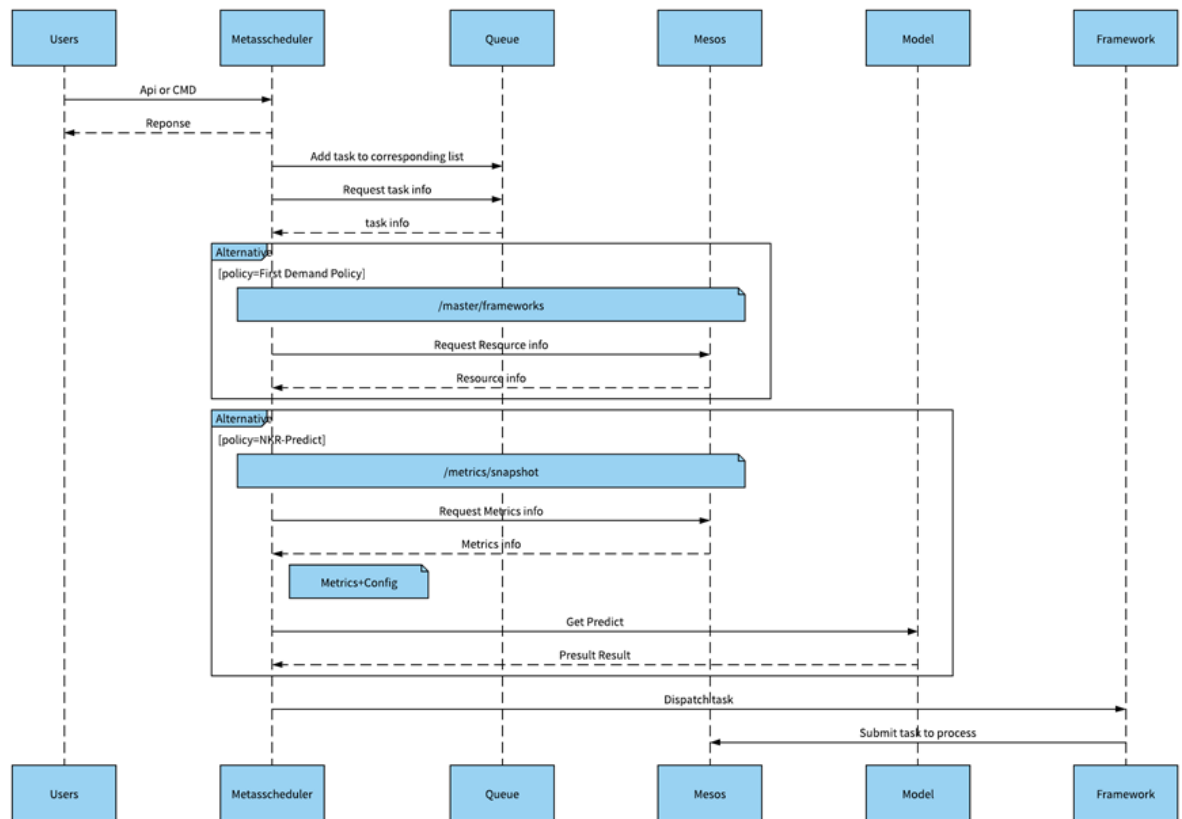 Users Metasscheduler Queue Mesos Model Framework
Api or CMD
Reponse
Add task to corresponding list
Request task info
task info
Alternative
[policy=First Demand Policy]
/master/frameworks
Request Resource info
Resource info
Alternative
[policy=NKR-Predict]
/metrics/snapshot
Request Metrics info
Metrics info
Metrics+Config
Get Predict
Presult Result
Dispatch task
Submit task to process
Users Metasscheduler Queue Mesos Model Framework